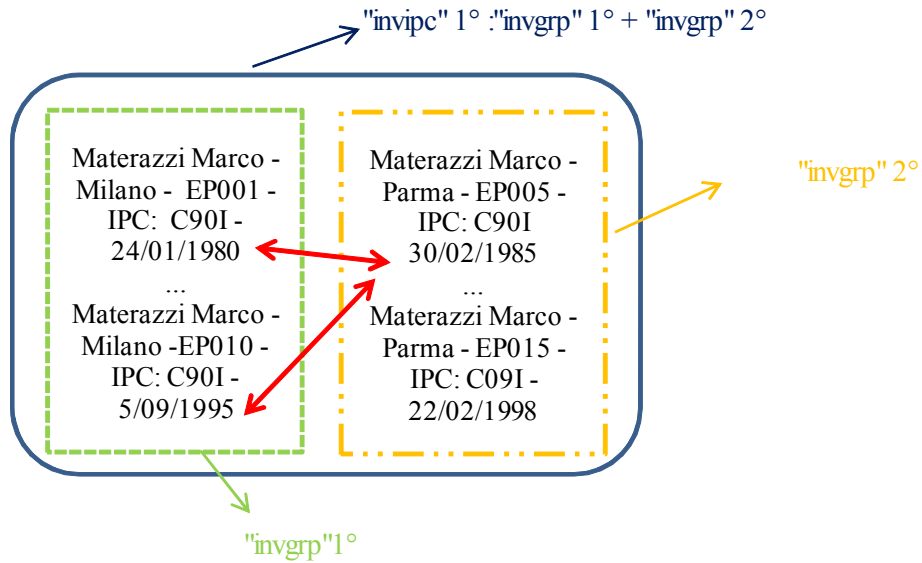 "invipc" 1° :"invgrp" 1° + "invgrp" 2°
Materazzi Marco -
Milano - EP001 -
IPC: C90I -
24/01/1980
...
Materazzi Marco -
Milano -EP010 -
IPC: C90I -
5/09/1995
Materazzi Marco -
Parma - EP005 -
IPC: C90I
30/02/1985
...
Materazzi Marco -
Parma - EP015 -
IPC: C09I -
22/02/1998
"invgrp" 2°
"invgrp"1°